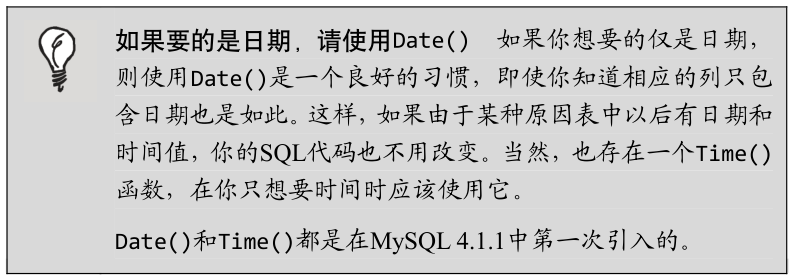 如果要的是日期，请使用Date() 如果你想要的仅是日期，
则使用Date()是一个良好的习惯，即使你知道相应的列只包
含日期也是如此。这样，如果由于某种原因表中以后有日期和
时间值，你的SQL代码也不用改变。当然，也存在一个Time()
函数，在你只想要时间时应该使用它。
Date()和Time()都是在MySQL 4.1.1中第一次引入的。